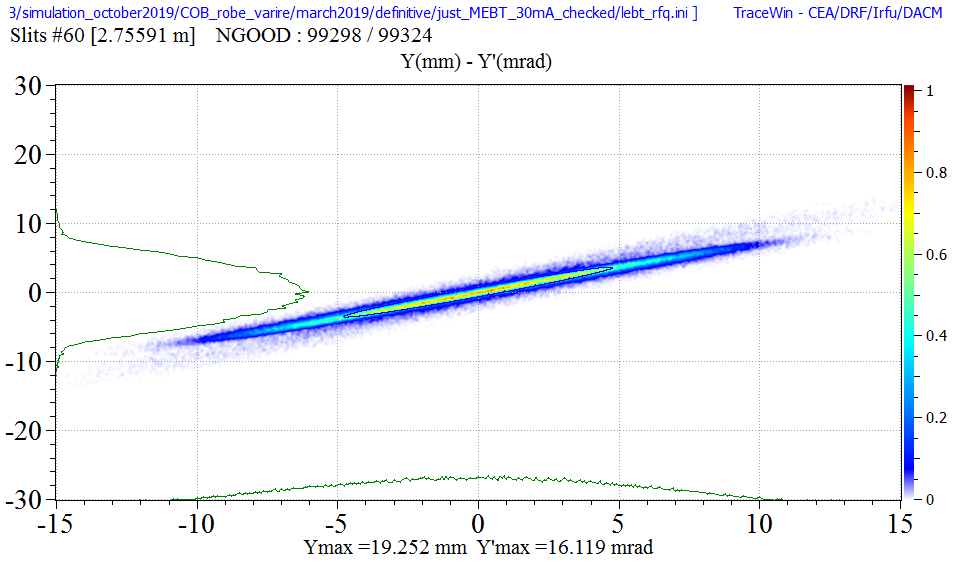 3/simulation_october2019/COB_robe_varire/march2019/definitive/just_MEBT_30mA_checked/lebt_rfq.ini ] TraceWin - CEA/DRF/Irfu/DACM
Slits #60 [2.75591 m] NGOOD : 99298 / 99324
Y(mm) - Y'(mrad)
30
20
10
0
-10
-20
-30
1
0.8
0.6
0.4
0.2
0
-15 -10 -5 0 5 10 15
Ymax =19.252 mm Y'max =16.119 mrad